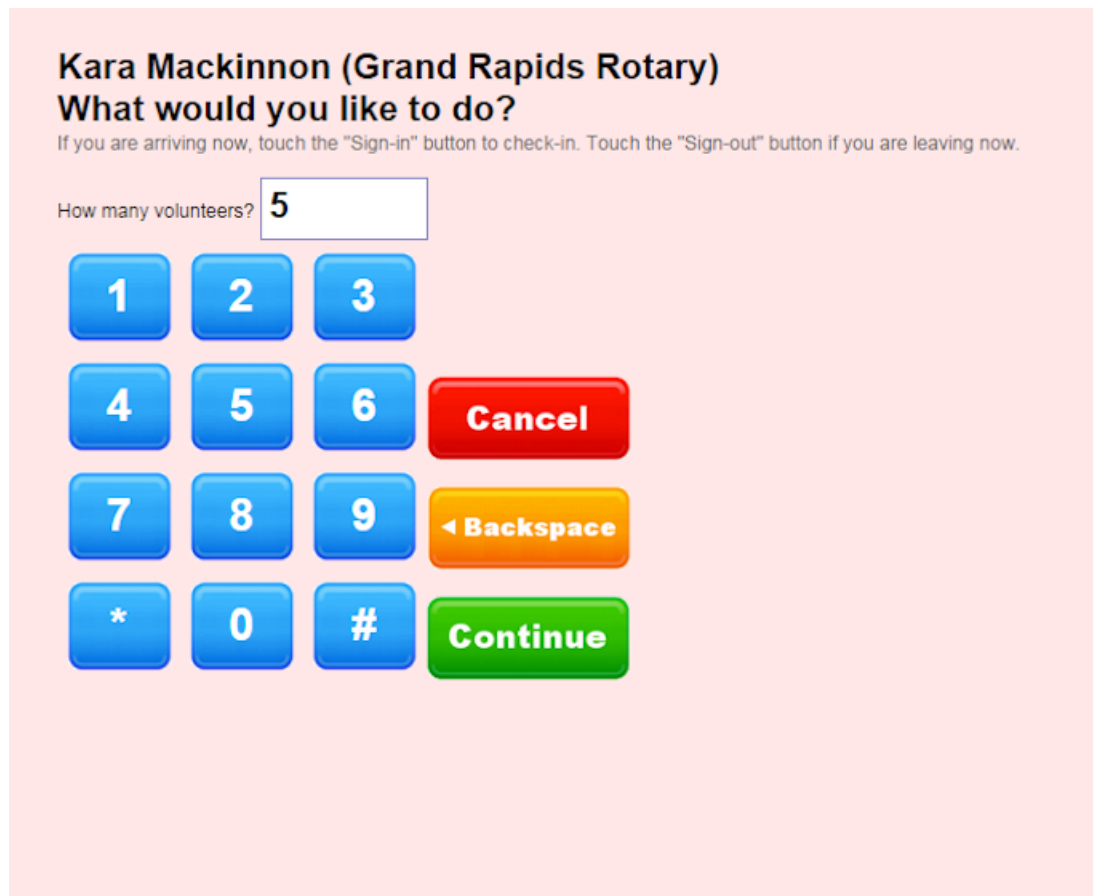 Kara Mackinnon (Grand Rapids Rotary)
What would you like to do?
If you are arriving now, touch the "Sign-in" button to check-in. Touch the "Sign-out" button if you are leaving now.
How many volunteers? 5
1 2 3
4 5 6 Cancel
7 8 9 ◄ Backspace
* 0 # Continue